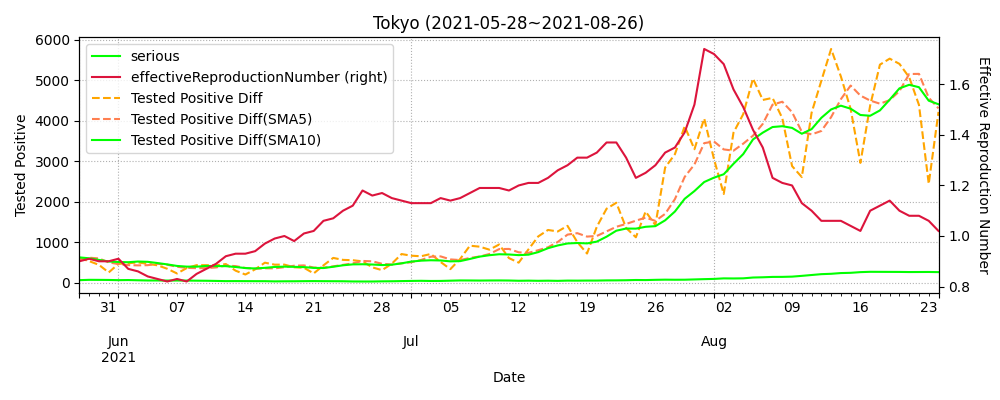 Tokyo (2021-05-28~2021-08-26)
6000
5000
4000
3000
2000
1000
0
Tested Positive
serious
effectiveReproductionNumber (right)
Tested Positive Diff
Tested Positive Diff(SMA5)
Tested Positive Diff(SMA10)
1.6
1.4
1.2
1.0
0.8
Effective Reproduction Number
31 07 14 21 28 05 12 19 26 02 09 16 23
Jun Jul Aug
2021
Date